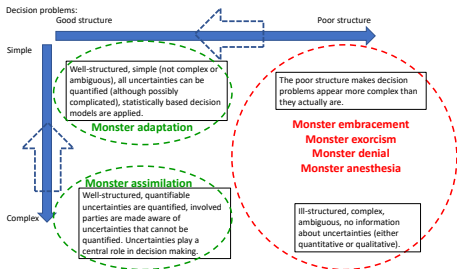 Decision problems:
Good structure
Poor structure
Simple
Well-structured, simple (not complex or
ambiguous), all uncertainties can be
quantified (although possibly
complicated), statistically based decision
models are applied.
Monster adaptation
The poor structure makes decision
problems appear more complex than
they actually are.
Monster embracement
Monster exorcism
Monster denial
Monster anesthesia
Monster assimilation
Well-structured, quantifiable
uncertainties are quantified, involved
parties are made aware of
uncertainties that cannot be
quantified. Uncertainties play a
central role in decision making.
Complex
Ill-structured, complex,
ambiguous, no information
about uncertainties (either
quantitative or qualitative).